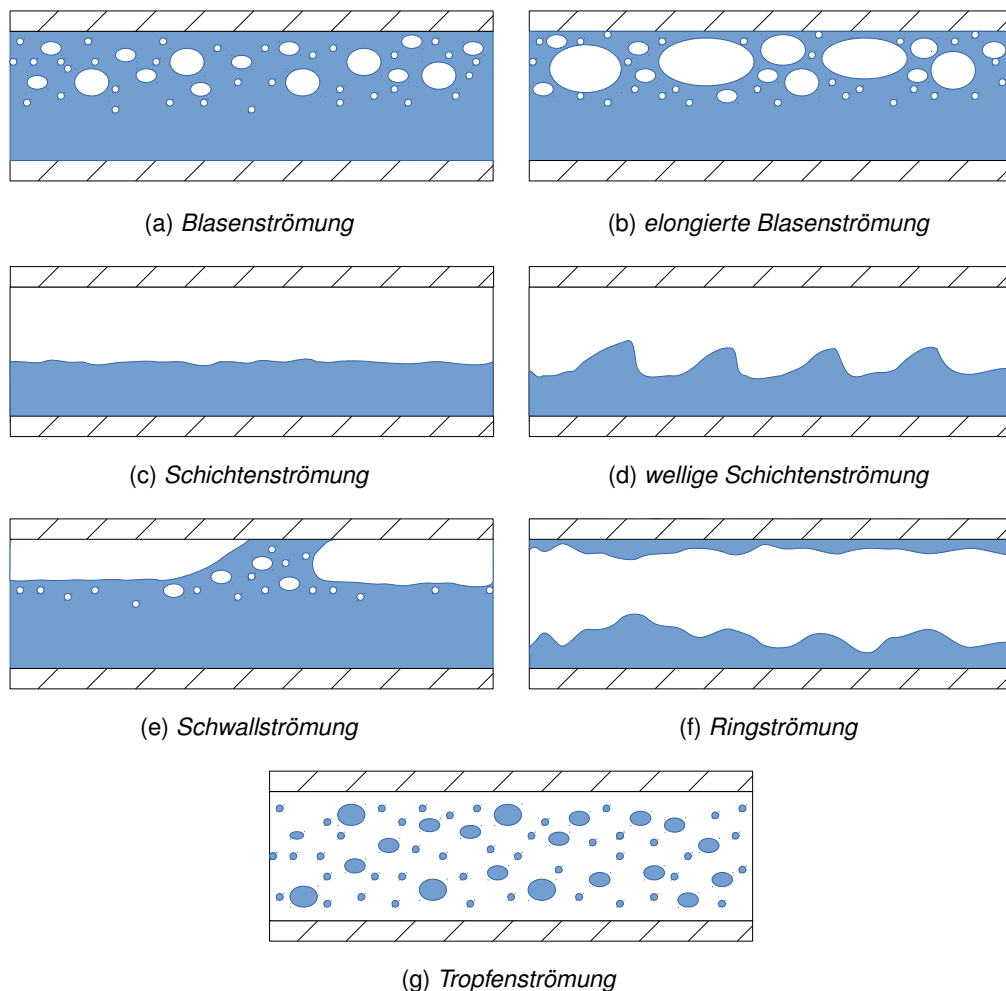 (a) Blasenströmung
(b) elongierte Blasenströmung
(c) Schichtenströmung
(d) wellige Schichtenströmung
(e) Schwallströmung
(f) Ringströmung
(g) Tropfenströmung